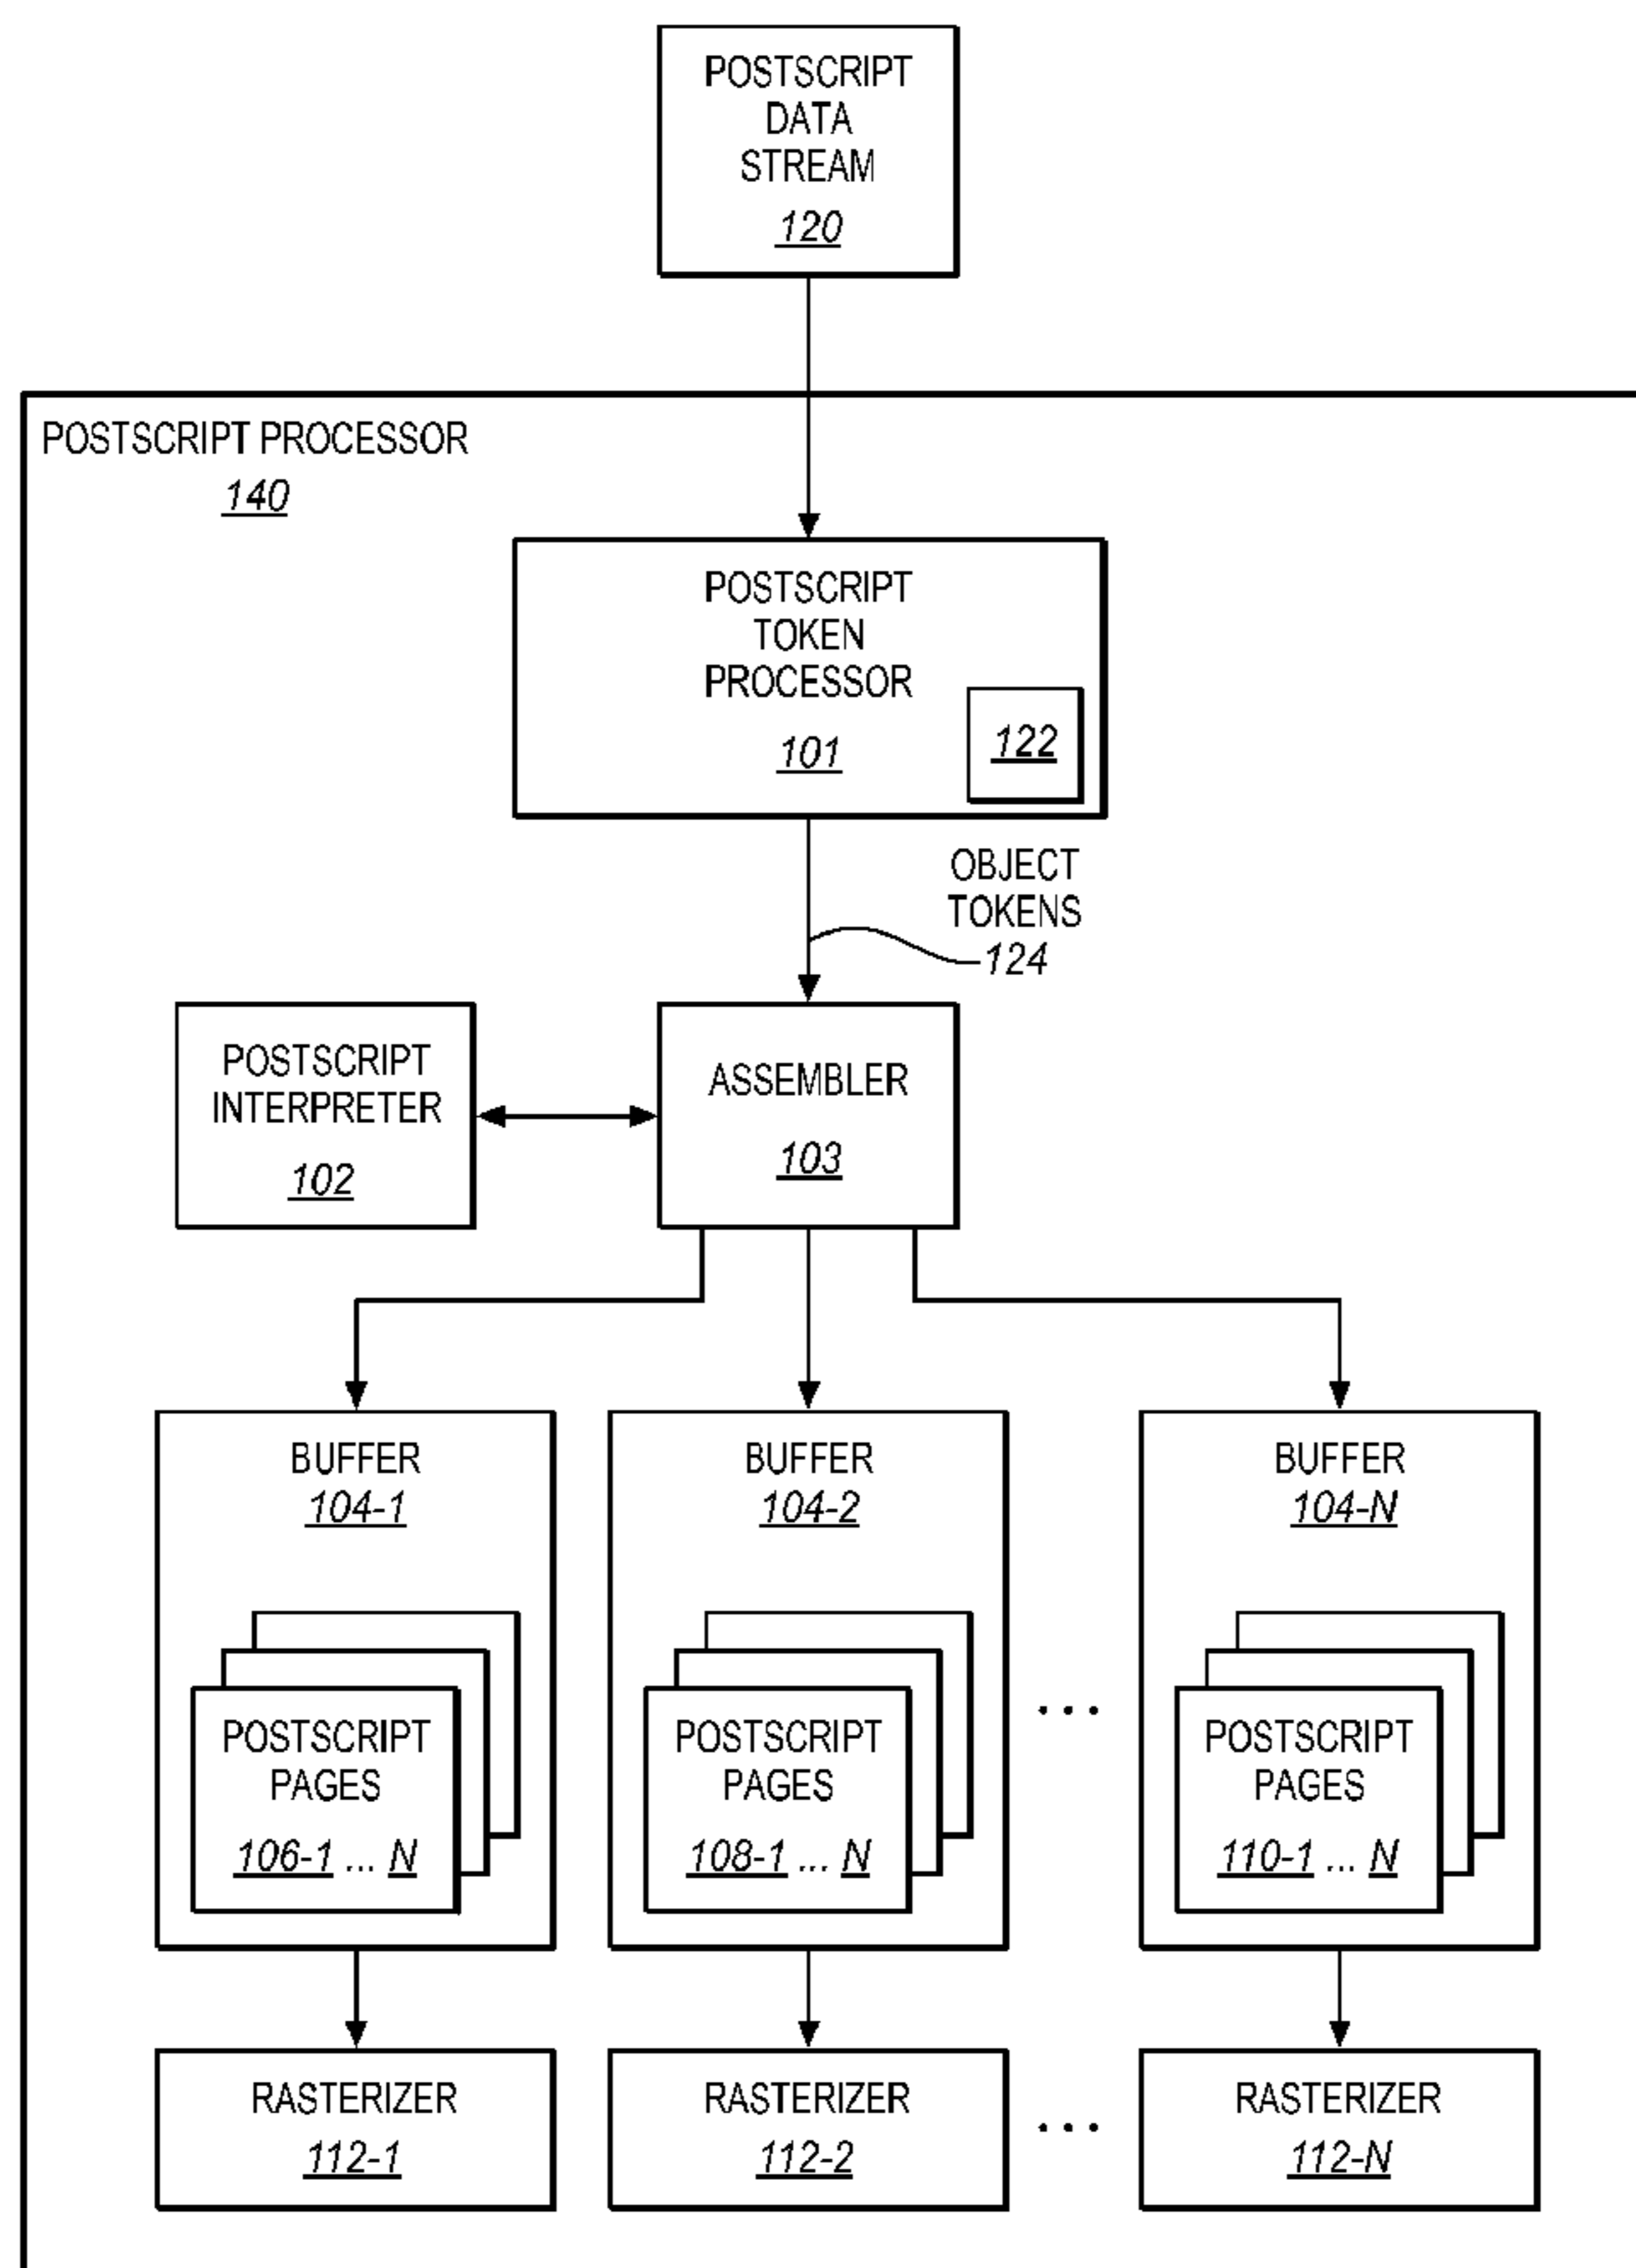 POSTSCRIPT
DATA
STREAM
120
POSTSCRIPT PROCESSOR
140
POSTSCRIPT
TOKEN
PROCESSOR
101
122
OBJECT
TOKENS
124
POSTSCRIPT
INTERPRETER
102
ASSEMBLER
103
BUFFER
104-1
POSTSCRIPT
PAGES
106-1 ... N
BUFFER
104-2
POSTSCRIPT
PAGES
108-1 ... N
...
BUFFER
104-N
POSTSCRIPT
PAGES
110-1 ... N
RASTERIZER
112-1
RASTERIZER
112-2
...
RASTERIZER
112-N